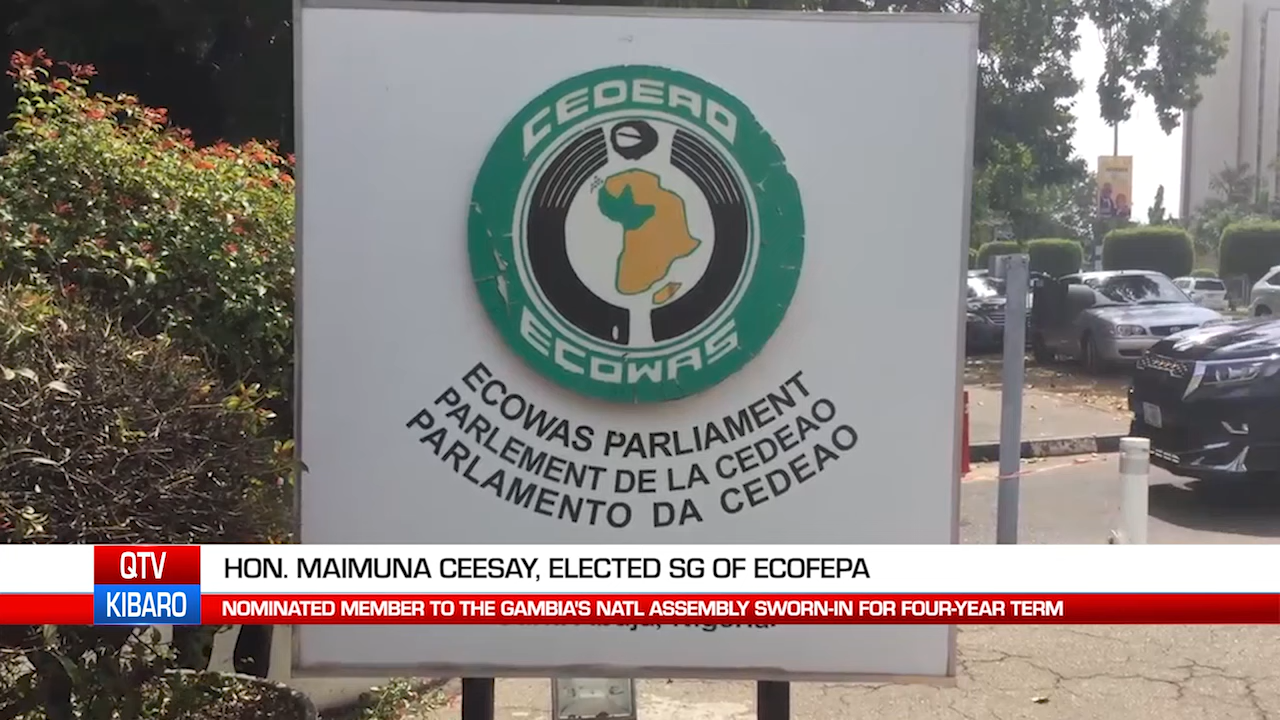 CEDEAO
ECOWAS
ECOWAS PARLIAMENT
PARLEMENT DE LA CEDEAO
PARLAMENTO DA CEDEAO
QTV
KIBARO
HON. MAIMUNA CEESAY, ELECTED SG OF ECOFEPA
NOMINATED MEMBER TO THE GAMBIA'S NATL ASSEMBLY SWORN-IN FOR FOUR-YEAR TERM